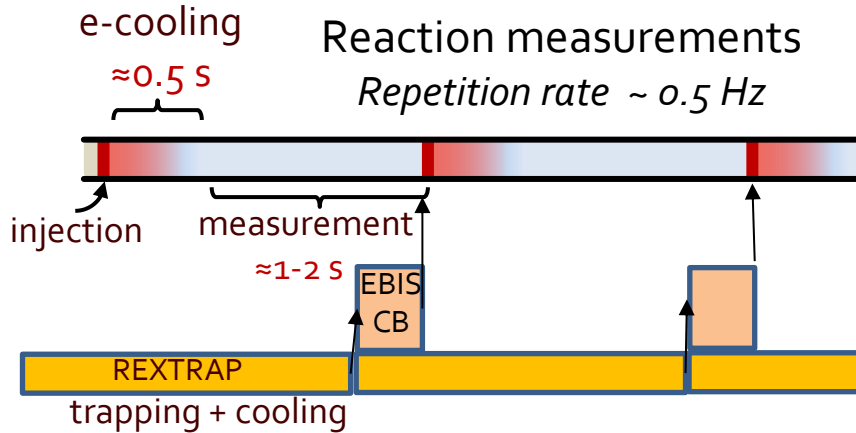 e-cooling
≈0.5 s
Reaction measurements
Repetition rate ~ 0.5 Hz
injection
measurement
≈1-2 s
EBIS
CB
REXTRAP
trapping + cooling